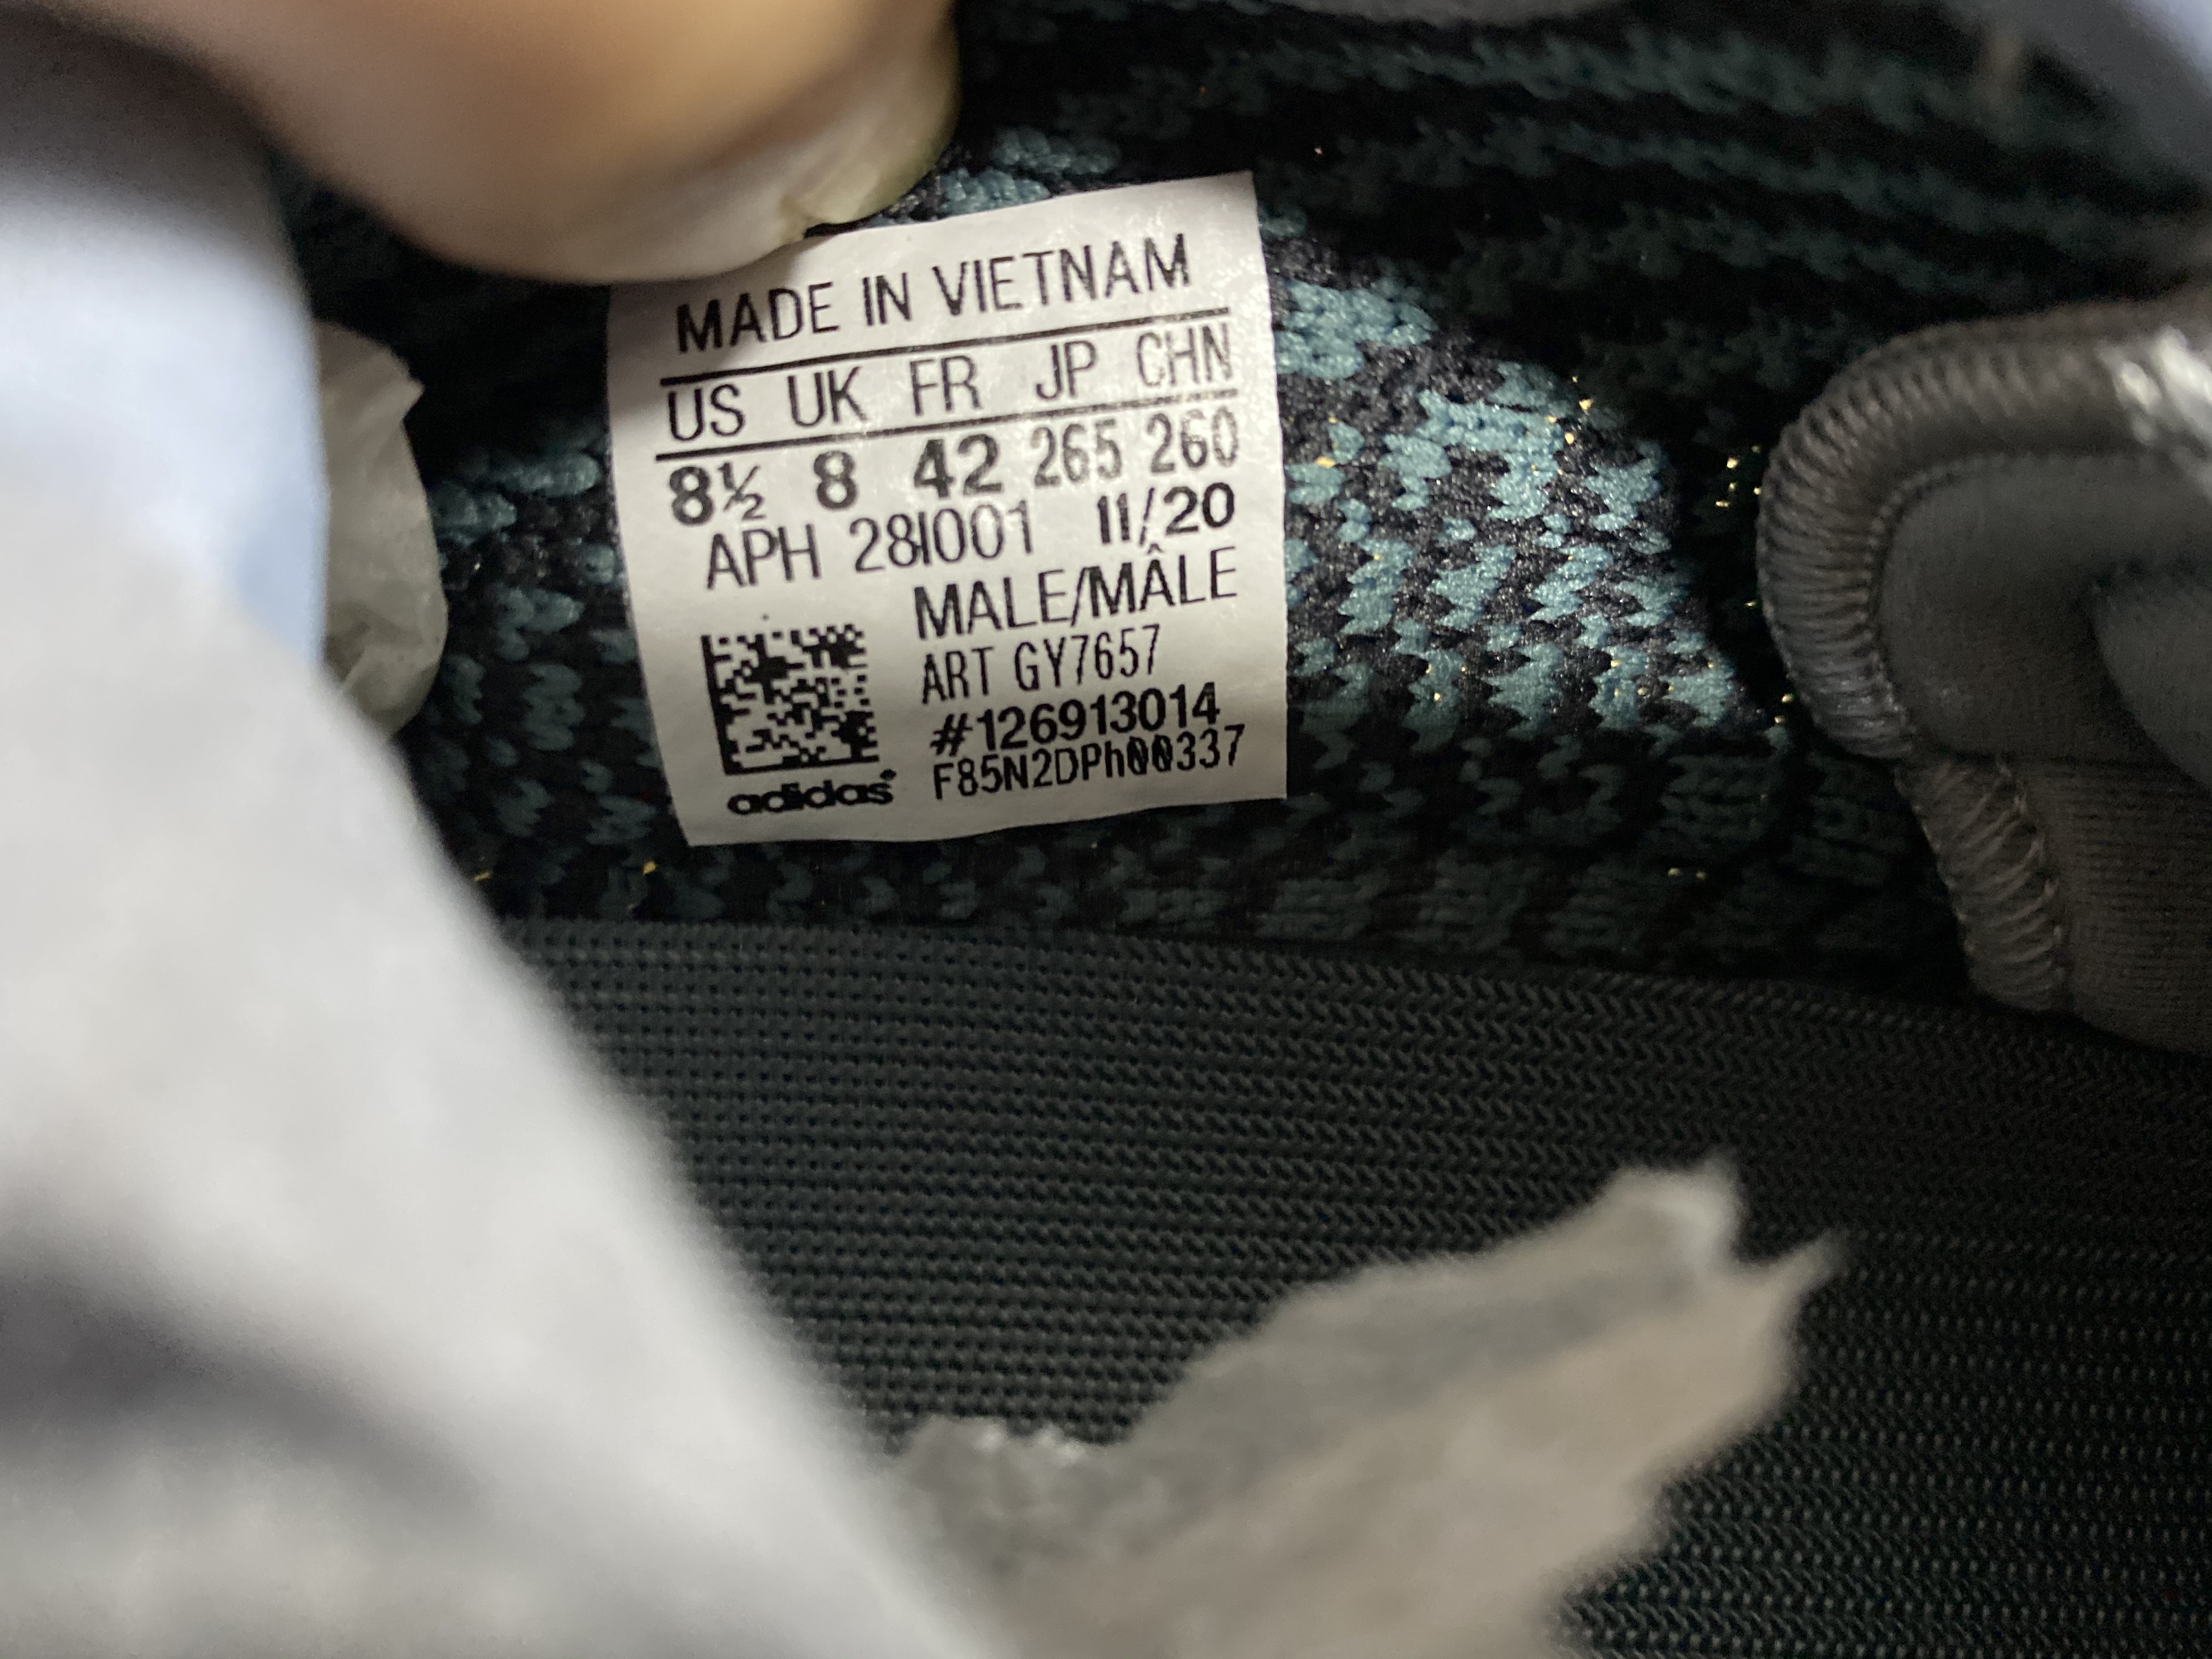 MADE IN VIETNAM
US UK FR JP CHN
8½ 8 42 265 260
APH 28I001 11/20
MALE/MÂLE
ART GY7657
#126913014
F85N2DPh00337
adidas